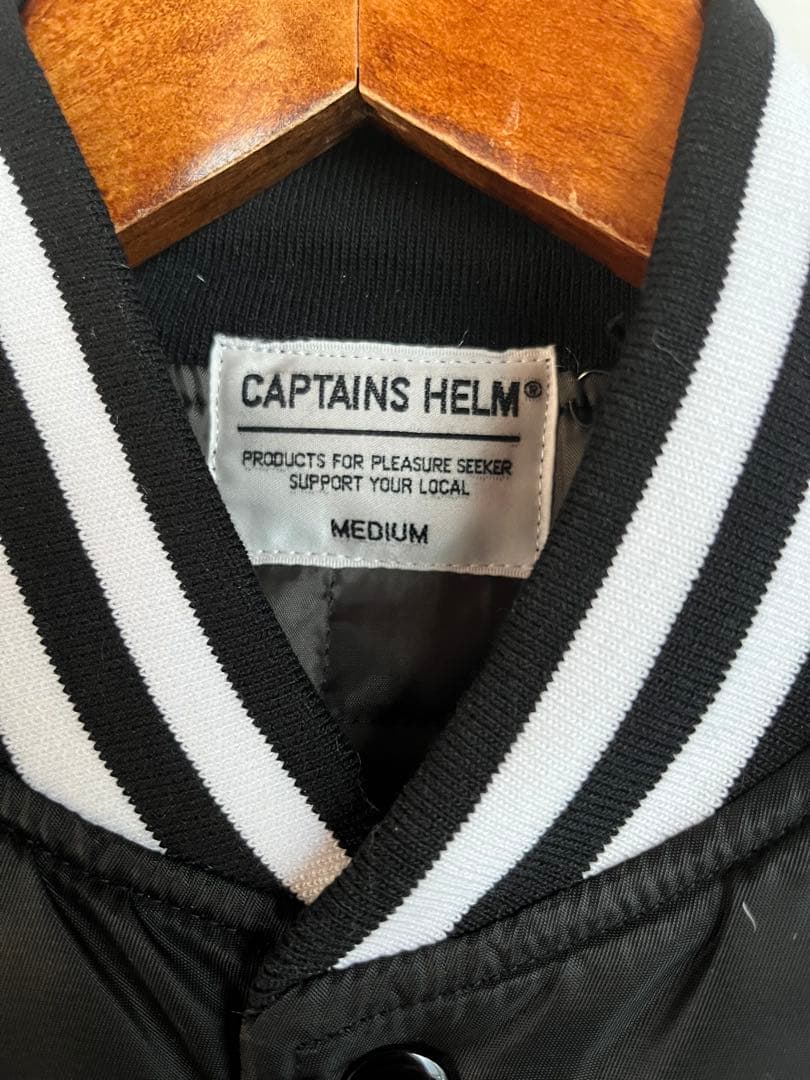 CAPTAINS HELM®
PRODUCTS FOR PLEASURE SEEKER
SUPPORT YOUR LOCAL
MEDIUM